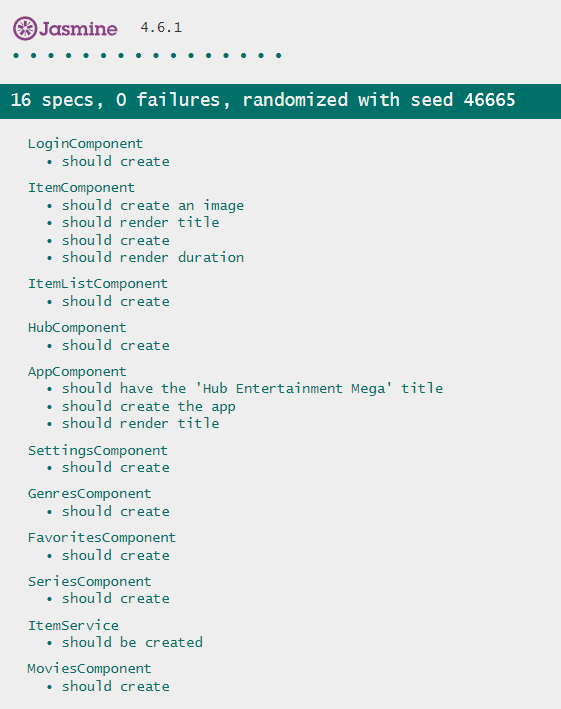 Jasmine 4.6.1
• • • • • • • • • • • • • • • •
16 specs, 0 failures, randomized with seed 46665
LoginComponent
• should create
ItemComponent
• should create an image
• should render title
• should create
• should render duration
ItemListComponent
• should create
HubComponent
• should create
AppComponent
• should have the 'Hub Entertainment Mega' title
• should create the app
• should render title
SettingsComponent
• should create
GenresComponent
• should create
FavoritesComponent
• should create
SeriesComponent
• should create
ItemService
• should be created
MoviesComponent
• should create